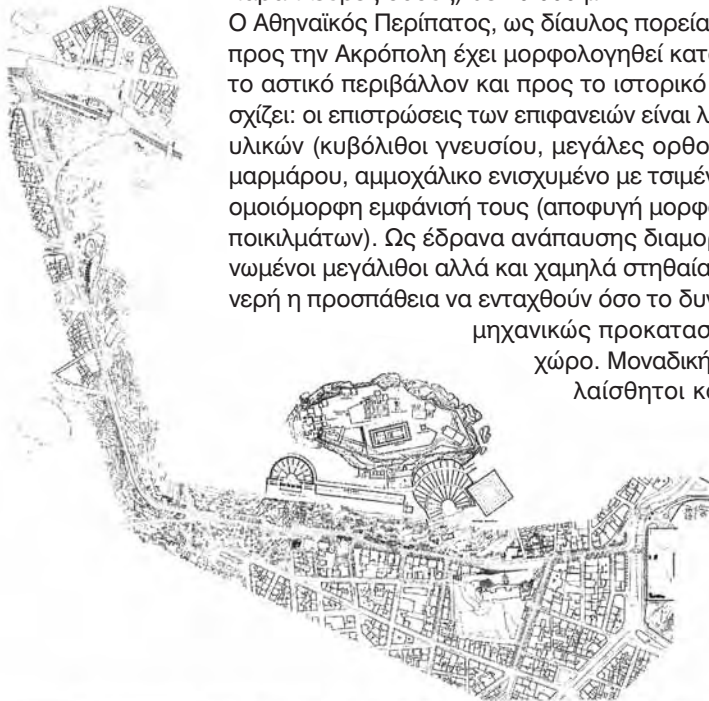 Ο Αθηναϊκός Περίπατος, ως δίαυλος πορεία
προς την Ακρόπολη έχει μορφολογηθεί κατ
το αστικό περιβάλλον και προς το ιστορικό
σχίζει: οι επιστρώσεις των επιφανειών είναι λ
υλικών (κυβόλιθοι γνευσίου, μεγάλες ορθο
μαρμάρου, αμμοχάλικο ενισχυμένο με τσιμέν
ομοιόμορφη εμφάνισή τους (αποφυγή μορφ
ποικιλμάτων). Ως έδρανα ανάπαυσης διαμορ
νωμένοι μεγάλιθοι αλλά και χαμηλά στηθαία
νερή η προσπάθεια να ενταχθούν όσο το δυν
μηχανικώς προκατασ
χώρο. Μοναδική
λαίσθητοι κ